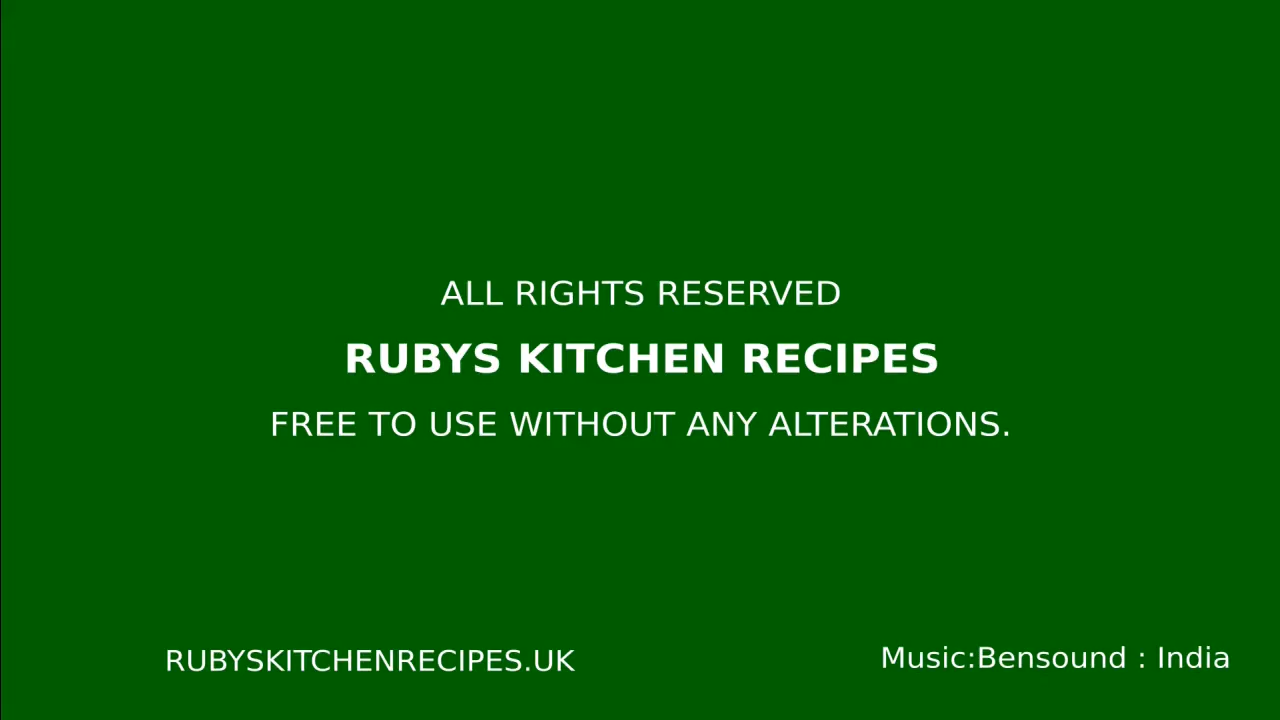 ALL RIGHTS RESERVED
RUBYS KITCHEN RECIPES
FREE TO USE WITHOUT ANY ALTERATIONS.
RUBYSKITCHENRECIPES.UK
Music:Bensound : India